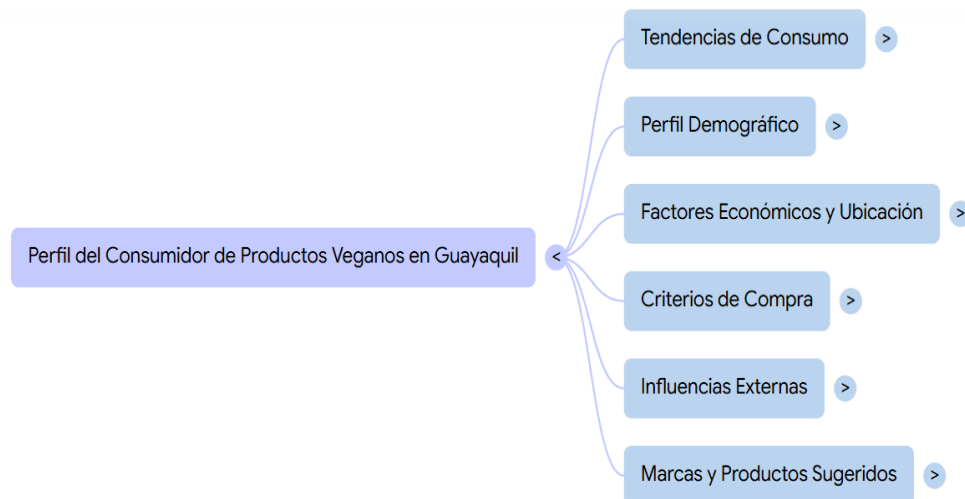 Tendencias de Consumo >
Perfil Demográfico >
Factores Económicos y Ubicación >
Perfil del Consumidor de Productos Veganos en Guayaquil <
Criterios de Compra >
Influencias Externas >
Marcas y Productos Sugeridos >